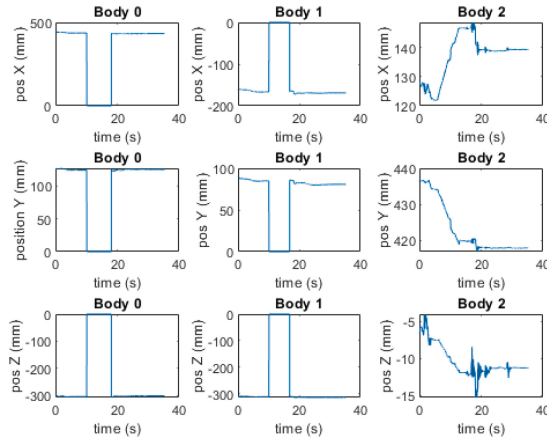 Body 0 Body 1 Body 2
500 0 pos X (mm) 0 20 40 time (s)
0 -100 -200 pos X (mm) 0 20 40 time (s)
140 130 120 pos X (mm) 0 20 40 time (s)
Body 0 Body 1 Body 2
100 50 0 position Y (mm) 0 20 40 time (s)
100 50 0 pos Y (mm) 0 20 40 time (s)
440 430 420 pos Y (mm) 0 20 40 time (s)
Body 0 Body 1 Body 2
0 -100 -200 -300 pos Z (mm) 0 20 40 time (s)
0 -100 -200 -300 pos Z (mm) 0 20 40 time (s)
-5 -10 -15 pos Z (mm) 0 20 40 time (s)